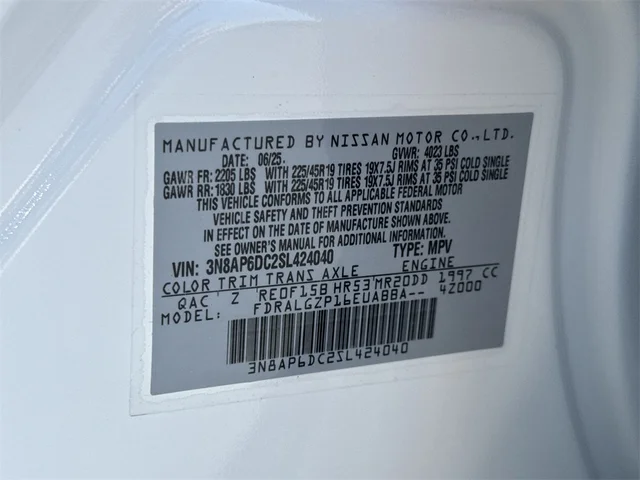 MANUFACTURED BY NISSAN MOTOR CO.,LTD.
DATE: 06/25. GVWR: 4023 LBS
GAWR FR: 2205 LBS WITH 225/45R19 TIRES 19X7.5J RIMS AT 35 PSI COLD SINGLE
GAWR RR: 1830 LBS WITH 225/45R19 TIRES 19X7.5J RIMS AT 35 PSI COLD SINGLE
THIS VEHICLE CONFORMS TO ALL APPLICABLE FEDERAL MOTOR
VEHICLE SAFETY AND THEFT PREVENTION STANDARDS
IN EFFECT ON THE DATE OF MANUFACTURE SHOWN ABOVE.
SEE OWNER'S MANUAL FOR ADDITIONAL INFORMATION.
VIN: 3N8AP6DC2SL424040 TYPE: MPV
COLOR TRIM TRANS AXLE ENGINE
QAC Z RE0F15B HR53 MR20DD 1997 CC
MODEL: FDRALGZP16EUABBA-- 42000
3N8AP6DC2SL424040